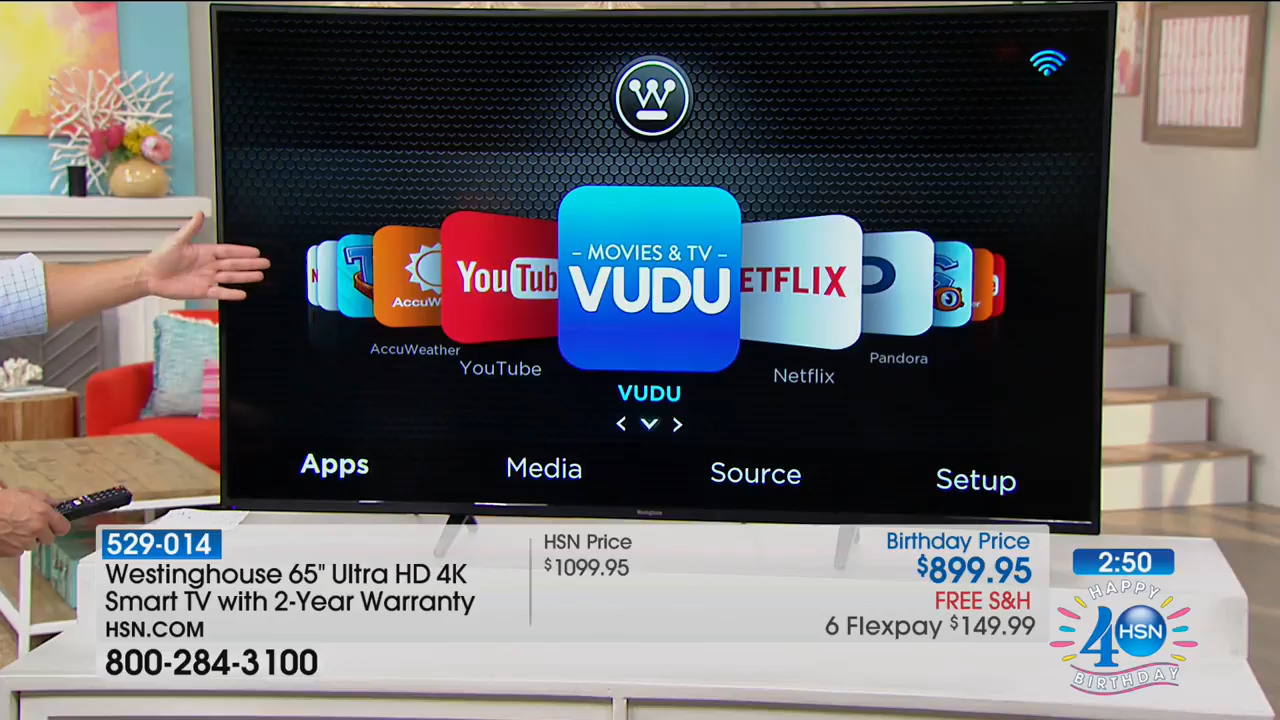 W
MOVIES & TV
VUDU
YouTub
ETFLIX
AccuW
N
AccuWeather
YouTube
Netflix
Pandora
VUDU
Apps
Media
Source
Setup
Westinghouse
529-014
Westinghouse 65" Ultra HD 4K
Smart TV with 2-Year Warranty
HSN.COM
800-284-3100
HSN Price
$1099.95
Birthday Price
$899.95
FREE S&H
6 Flexpay $149.99
2:50
HAPPY
40
HSN
BIRTHDAY